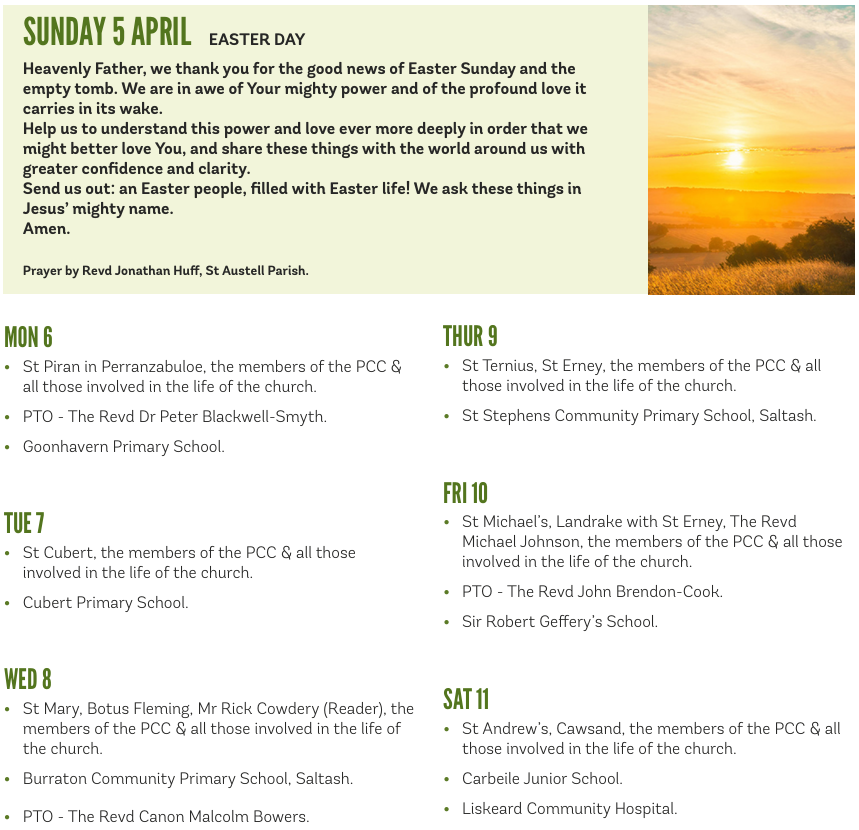 SUNDAY 5 APRIL EASTER DAY
Heavenly Father, we thank you for the good news of Easter Sunday and the
empty tomb. We are in awe of Your mighty power and of the profound love it
carries in its wake.
Help us to understand this power and love ever more deeply in order that we
might better love You, and share these things with the world around us with
greater confidence and clarity.
Send us out: an Easter people, filled with Easter life! We ask these things in
Jesus’ mighty name.
Amen.
Prayer by Revd Jonathan Huff, St Austell Parish.
MON 6
• St Piran in Perranzabuloe, the members of the PCC &
all those involved in the life of the church.
• PTO - The Revd Dr Peter Blackwell-Smyth.
• Goonhavern Primary School.
TUE 7
• St Cubert, the members of the PCC & all those
involved in the life of the church.
• Cubert Primary School.
WED 8
• St Mary, Botus Fleming, Mr Rick Cowdery (Reader), the
members of the PCC & all those involved in the life of
the church.
• Burraton Community Primary School, Saltash.
• PTO - The Revd Canon Malcolm Bowers.
THUR 9
• St Ternius, St Erney, the members of the PCC & all
those involved in the life of the church.
• St Stephens Community Primary School, Saltash.
FRI 10
• St Michael’s, Landrake with St Erney, The Revd
Michael Johnson, the members of the PCC & all those
involved in the life of the church.
• PTO - The Revd John Brendon-Cook.
• Sir Robert Geffery’s School.
SAT 11
• St Andrew’s, Cawsand, the members of the PCC & all
those involved in the life of the church.
• Carbeile Junior School.
• Liskeard Community Hospital.